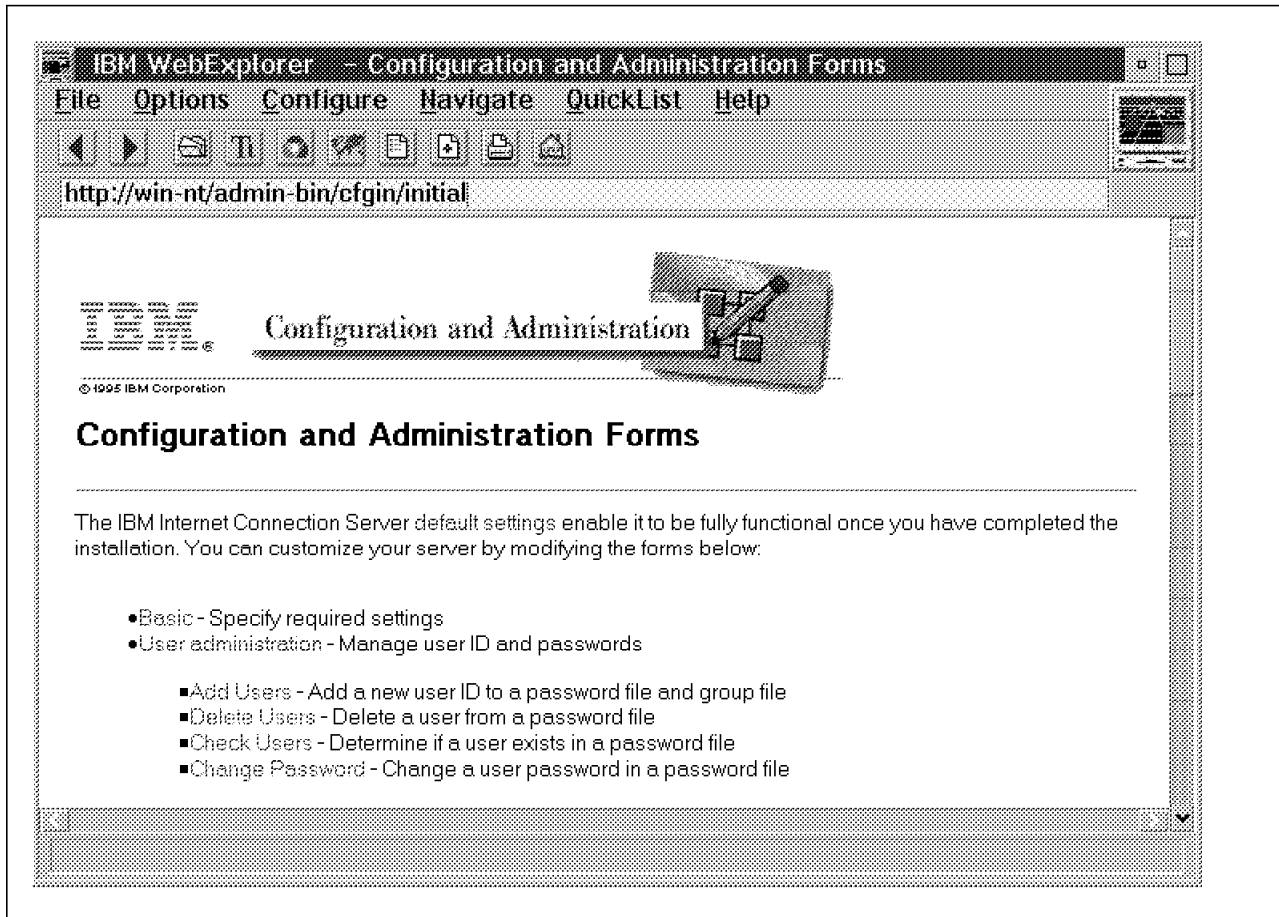 IBM WebExplorer - Configuration and Administration Forms
File Options Configure Navigate QuickList Help
http://win-nt/admin-bin/cfgin/initial
IBM®
Configuration and Administration
©1995 IBM Corporation
Configuration and Administration Forms
The IBM Internet Connection Server default settings enable it to be fully functional once you have completed the
installation. You can customize your server by modifying the forms below:
•Basic - Specify required settings
•User administration - Manage user ID and passwords
■Add Users - Add a new user ID to a password file and group file
■Delete Users - Delete a user from a password file
■Check Users - Determine if a user exists in a password file
■Change Password - Change a user password in a password file